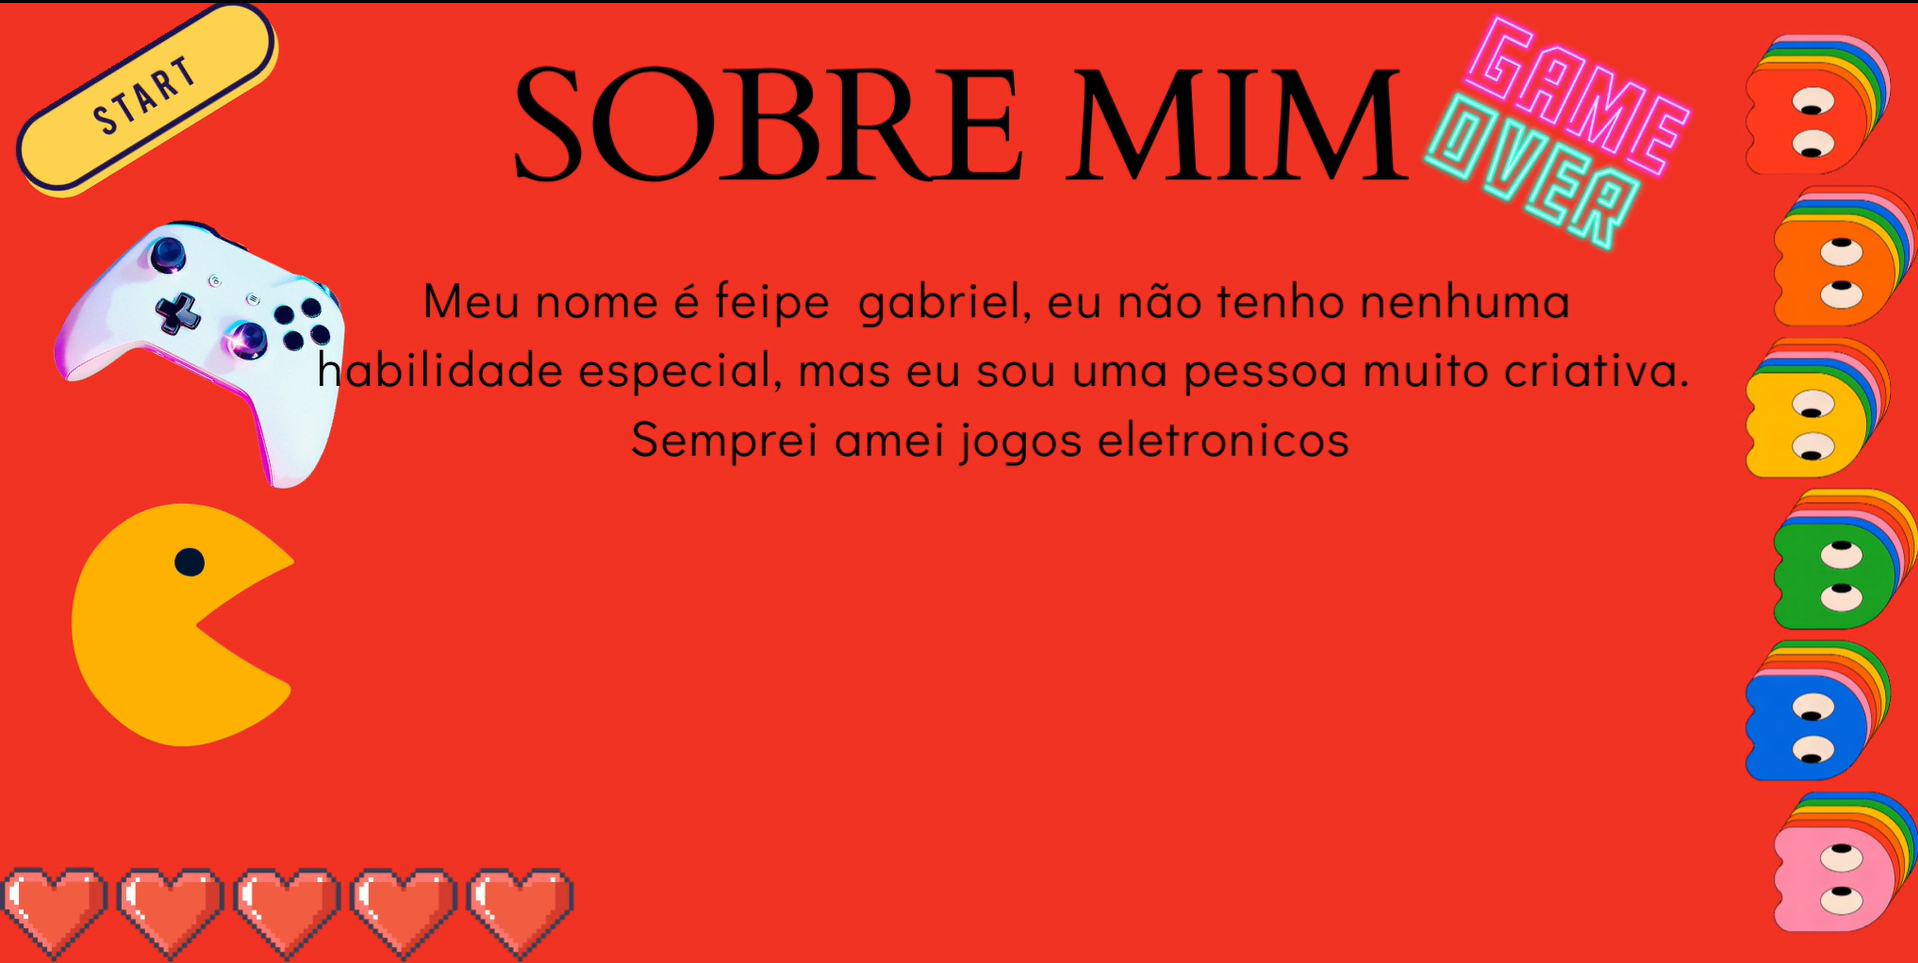 START
SOBRE MIM
GAME
OVER
Meu nome é feipe  gabriel, eu não tenho nenhuma
habilidade especial, mas eu sou uma pessoa muito criativa.
Semprei amei jogos eletronicos